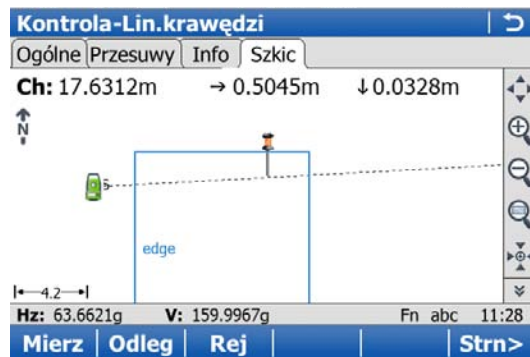 Kontrola-Lin.krawędzi
Ogólne Przesuwy Info Szkic
Ch: 17.6312m → 0.5045m ↓0.0328m
N
edge
4.2
Hz: 63.6621g V: 159.9967g Fn abc 11:28
Mierz Odleg Rej Strn>